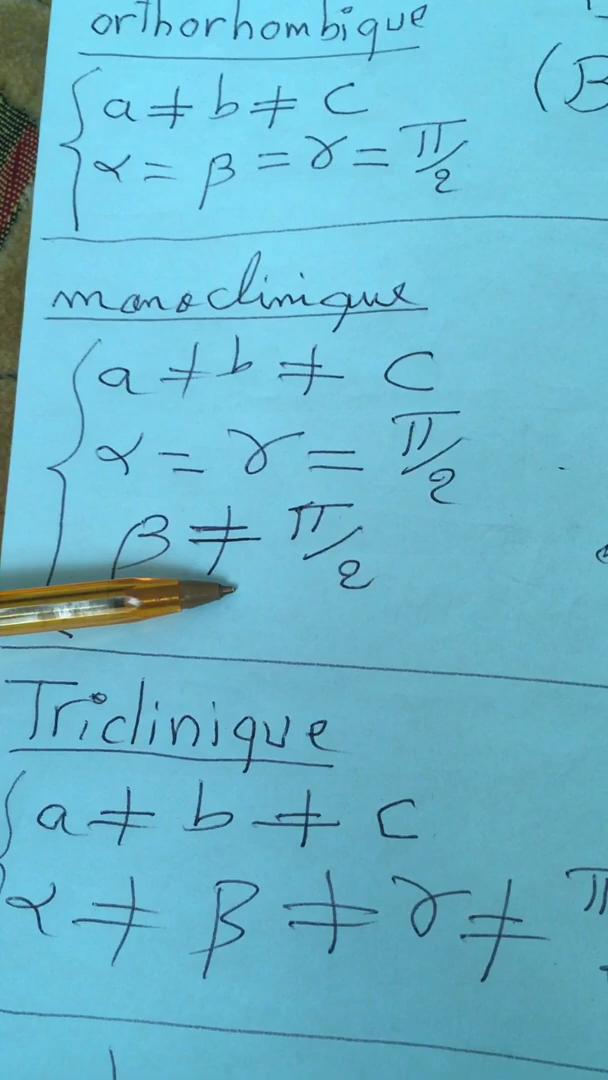 orthorhombique
a ≠ b ≠ c
α = β = γ = π/2
(B
monoclinique
a ≠ b ≠ c
α = γ = π/2
β ≠ π/2
Triclinique
a ≠ b ≠ c
α ≠ β ≠ γ ≠ π